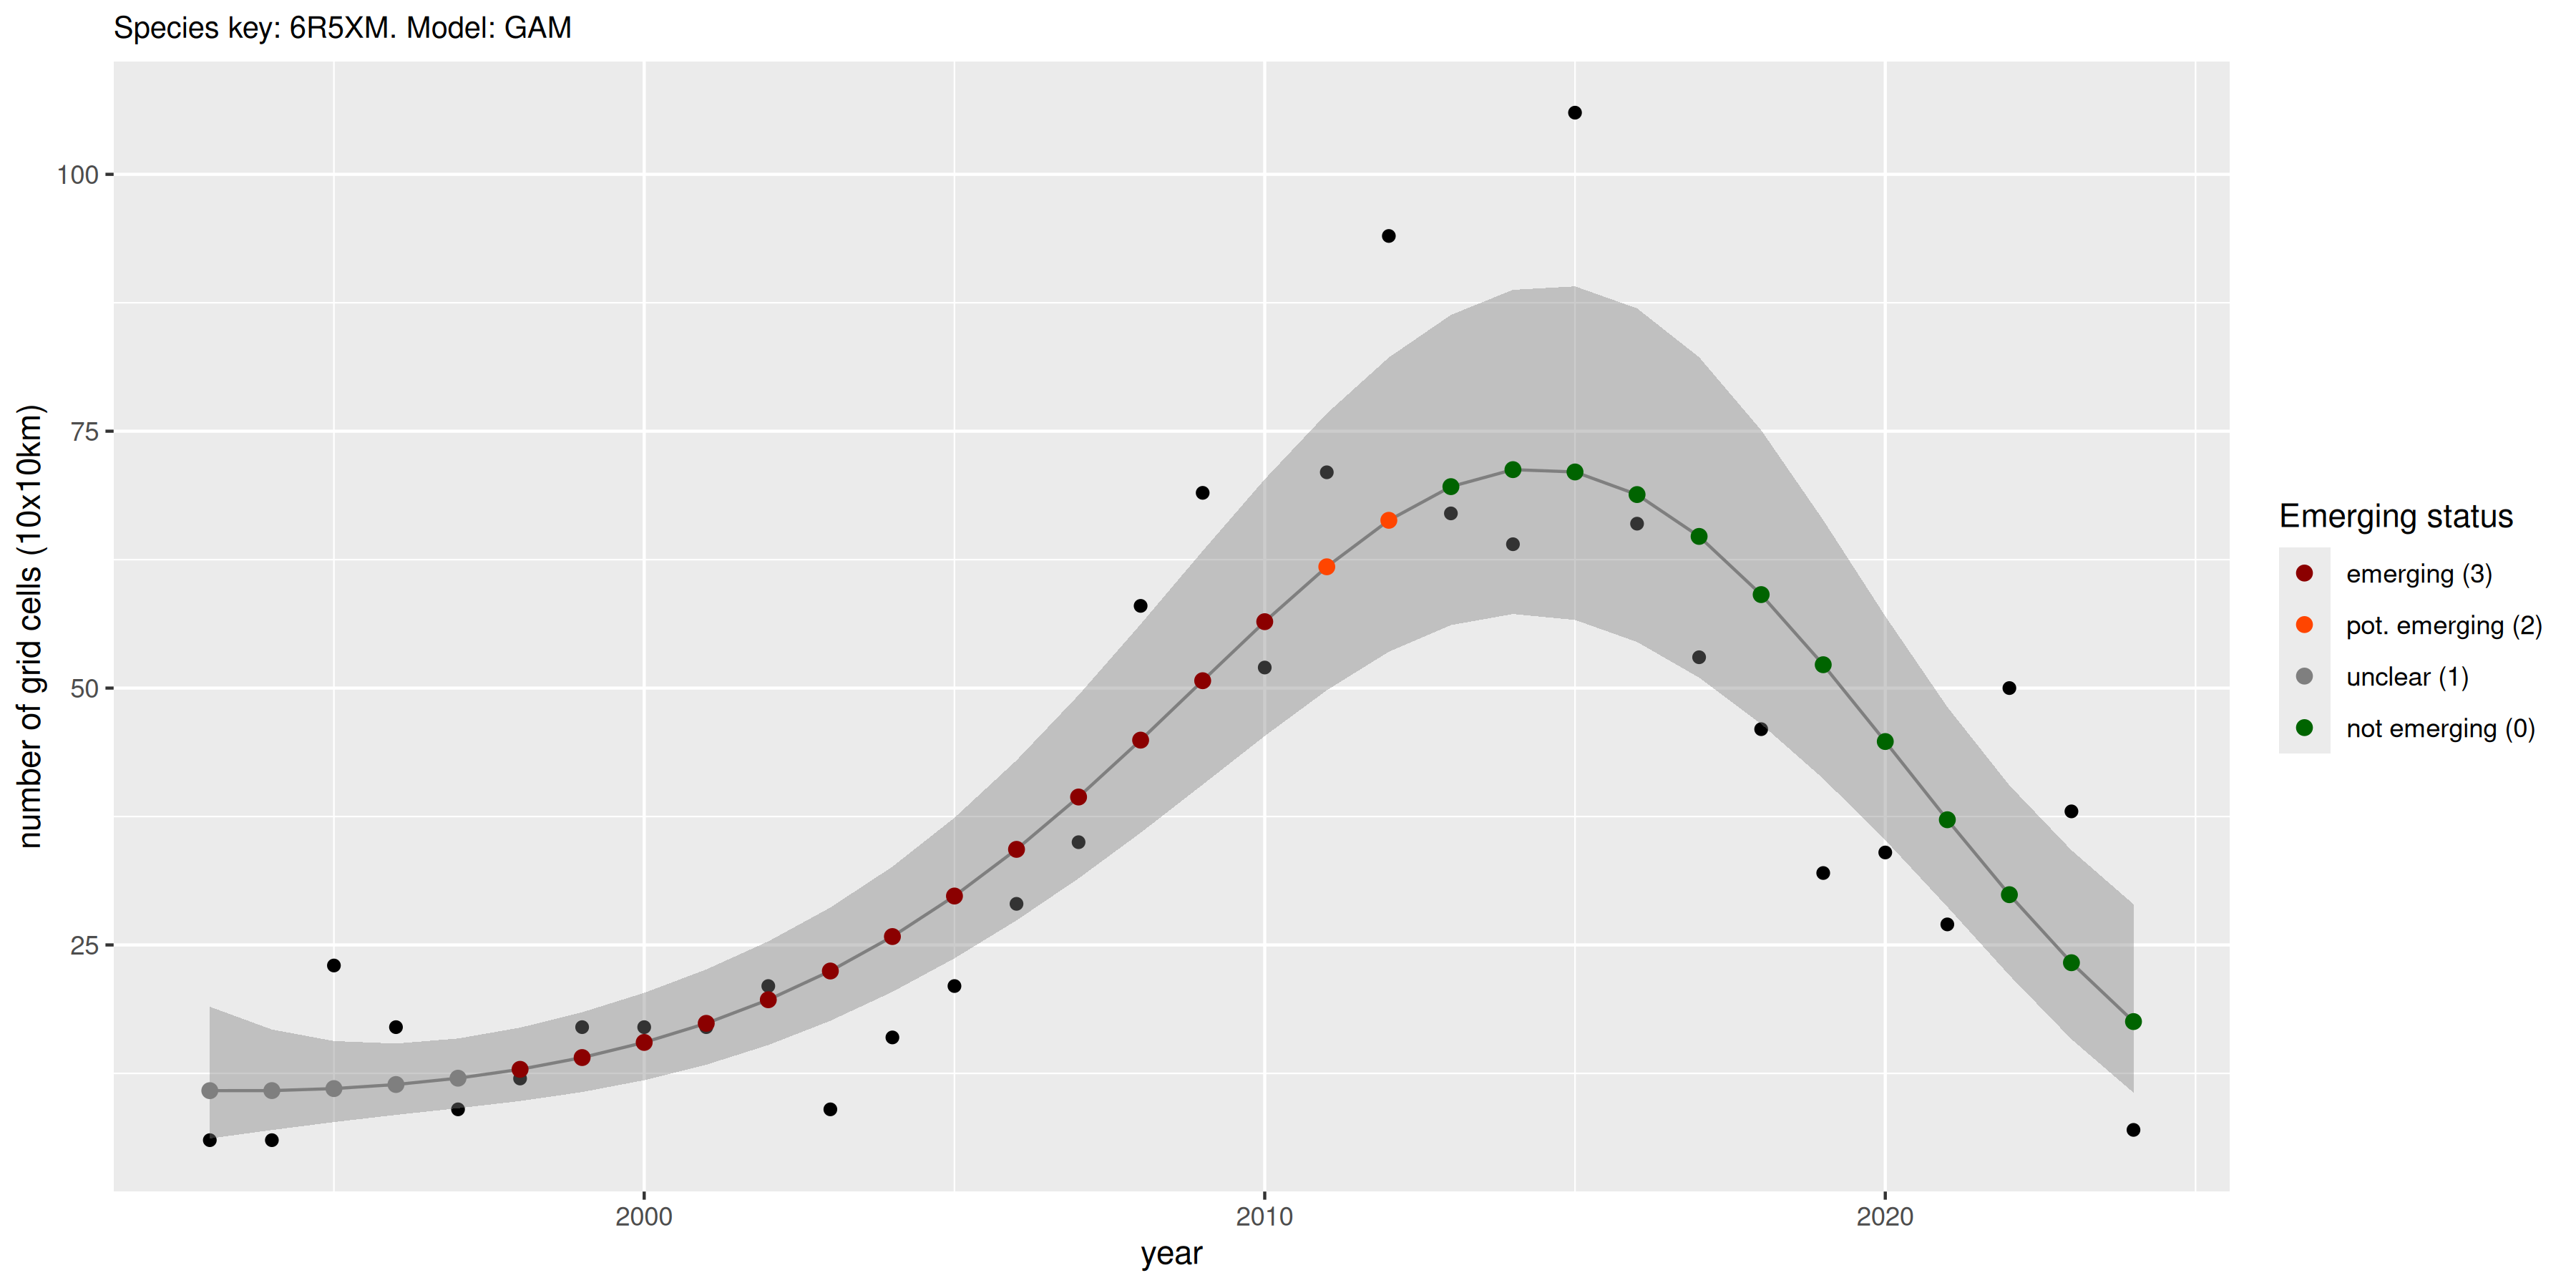 Species key: 6R5XM. Model: GAM
number of grid cells (10x10km)
100
75
50
25
2000
2010
2020
year
Emerging status
emerging (3)
pot. emerging (2)
unclear (1)
not emerging (0)